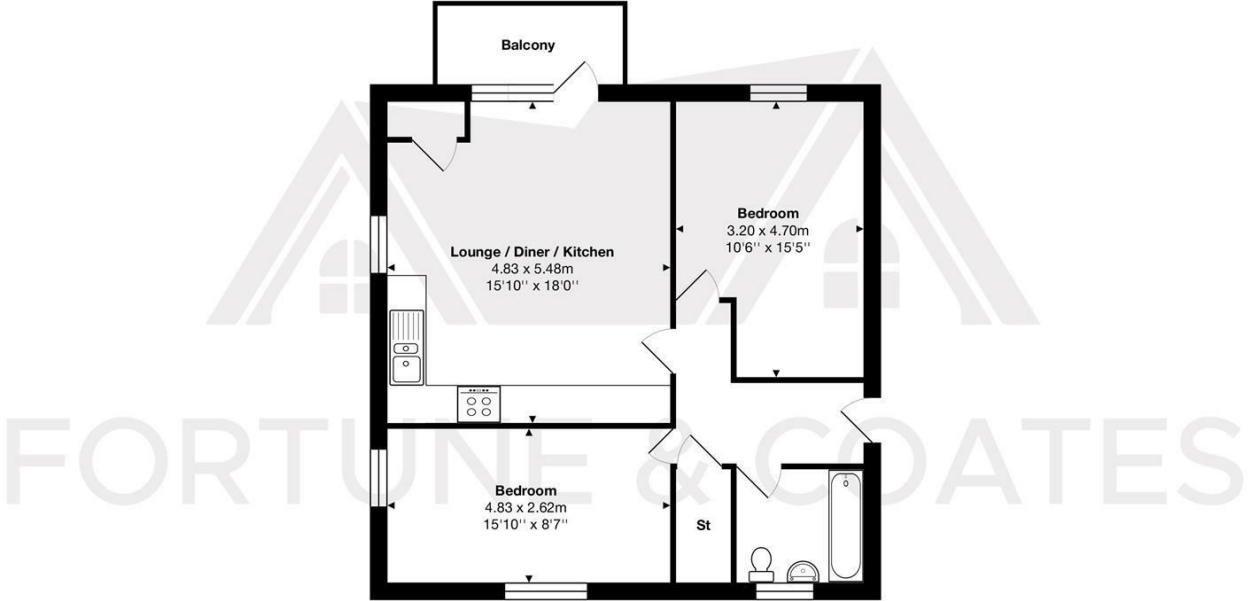 Balcony
Lounge / Diner / Kitchen
4.83 x 5.48m
15'10'' x 18'0''
Bedroom
3.20 x 4.70m
10'6'' x 15'5''
FORTUNE & COATES
Bedroom
4.83 x 2.62m
15'10'' x 8'7''
St